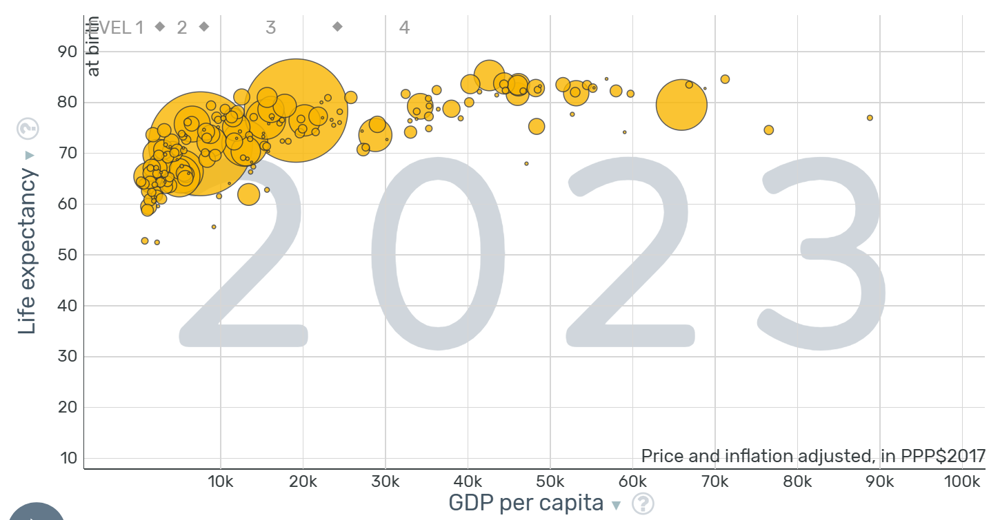 EVEL 1 ◆ 2 ◆ 3 ◆ 4
at birth
90
80
70
60
50
40
30
20
10
Life expectancy ▼ ?
2023
Price and inflation adjusted, in PPP$2017
10k 20k 30k 40k 50k 60k 70k 80k 90k 100k
GDP per capita ▼ ?